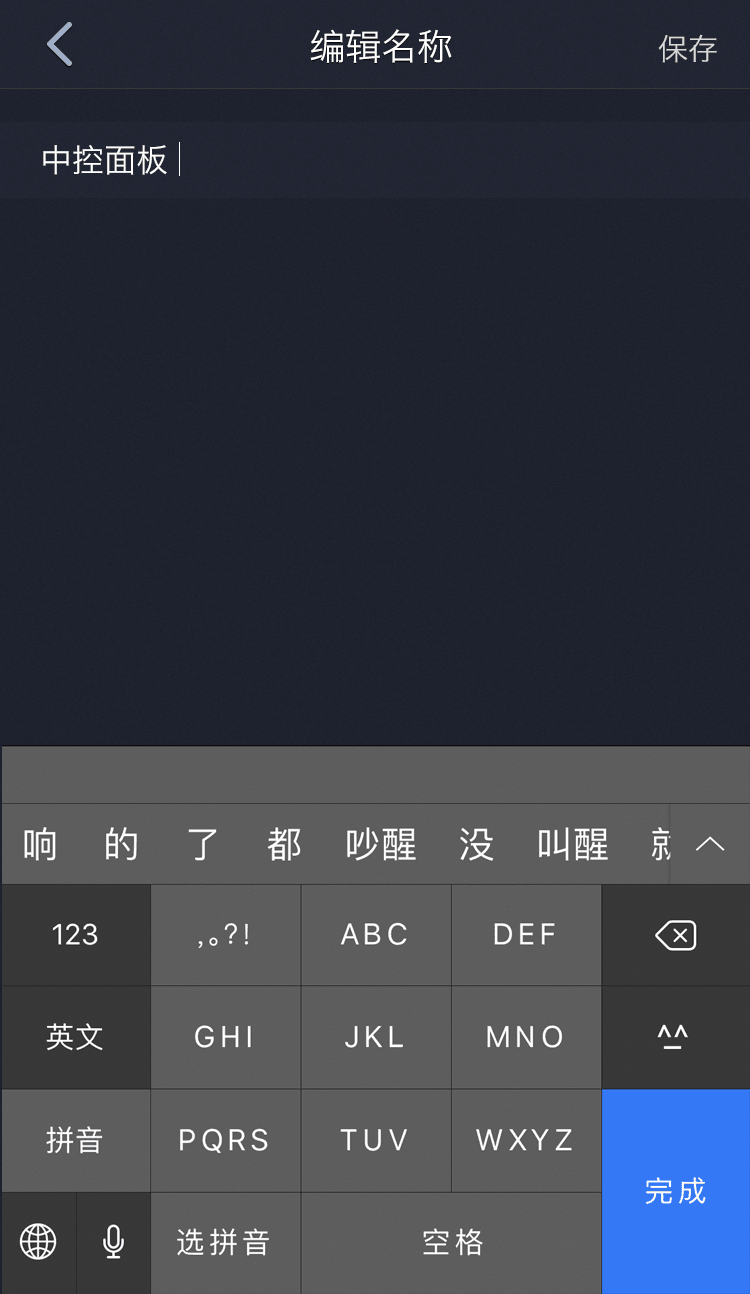 编辑名称 保存
中控面板
响 的 了 都 吵醒 没 叫醒 就
123 ,。?! ABC DEF
英文 GHI JKL MNO ^^
拼音 PQRS TUV WXYZ
完成
选拼音 空格